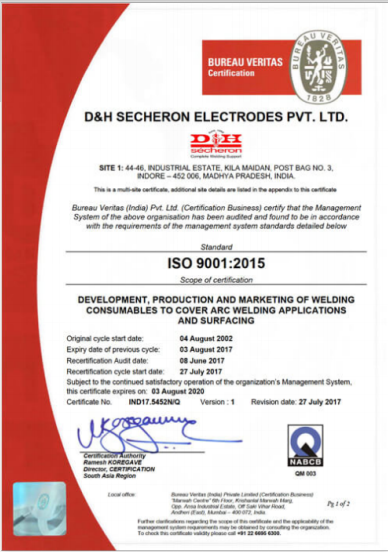 BUREAU VERITAS
Certification
BUREAU VERITAS
1828
D&H SECHERON ELECTRODES PVT. LTD.
D&H
sécheron
Complete Welding Support
SITE 1: 44-46, INDUSTRIAL ESTATE, KILA MAIDAN, POST BAG NO. 3,
INDORE – 452 006, MADHYA PRADESH, INDIA.
This is a multi-site certificate, additional site details are listed in the appendix to this certificate
Bureau Veritas (India) Pvt. Ltd. (Certification Business) certify that the Management
System of the above organisation has been audited and found to be in accordance
with the requirements of the management system standards detailed below
Standard
ISO 9001:2015
Scope of certification
DEVELOPMENT, PRODUCTION AND MARKETING OF WELDING
CONSUMABLES TO COVER ARC WELDING APPLICATIONS
AND SURFACING
Original cycle start date: 04 August 2002
Expiry date of previous cycle: 03 August 2017
Recertification Audit date: 08 June 2017
Recertification cycle start date: 27 July 2017
Subject to the continued satisfactory operation of the organization's Management System,
this certificate expires on: 03 August 2020
Certificate No. IND17.5452N/Q Version : 1 Revision date: 27 July 2017
Certification Authority
Ramesh KOREGAVE
Director, CERTIFICATION
South Asia Region
NABCB
QM 003
Local office: Bureau Veritas (India) Private Limited (Certification Business)
"Marwah Centre" 6th Floor, Krishanlal Marwah Marg,
Opp. Ansa Industrial Estate, Off Saki Vihar Road,
Andheri (East), Mumbai – 400 072, India.
Pg 1 of 2
Further clarifications regarding the scope of this certificate and the applicability of the
management system requirements may be obtained by consulting the organization.
To check this certificate validity please call +91 22 6695 6300.